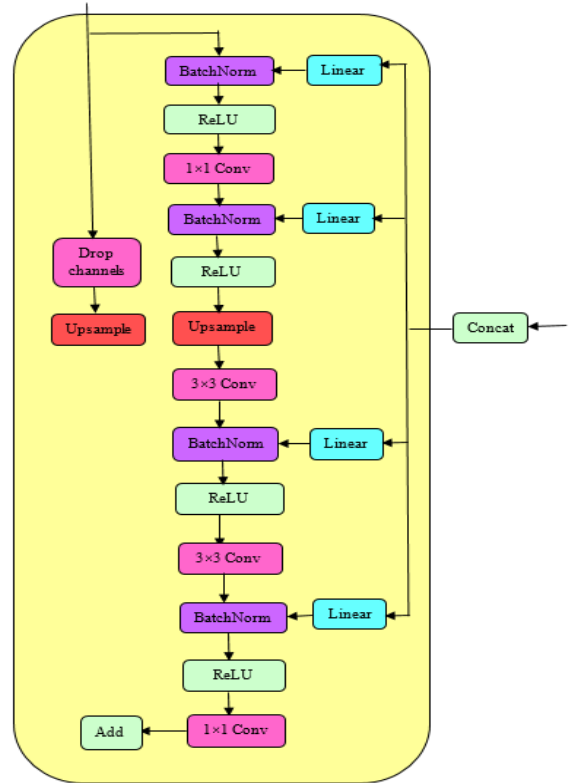 BatchNorm
Linear
ReLU
1×1 Conv
BatchNorm
Linear
Drop
channels
ReLU
Upsample
Upsample
Concat
3×3 Conv
BatchNorm
Linear
ReLU
3×3 Conv
BatchNorm
Linear
ReLU
Add
1×1 Conv